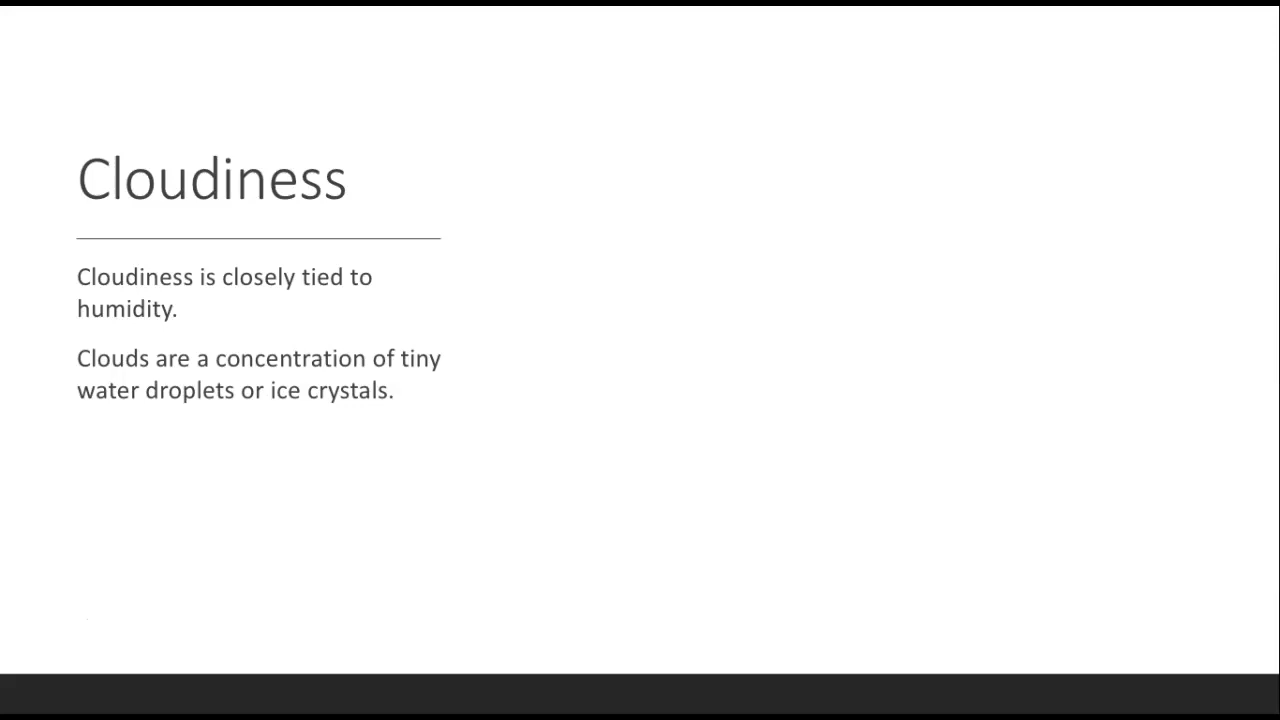 Cloudiness
Cloudiness is closely tied to
humidity.
Clouds are a concentration of tiny
water droplets or ice crystals.